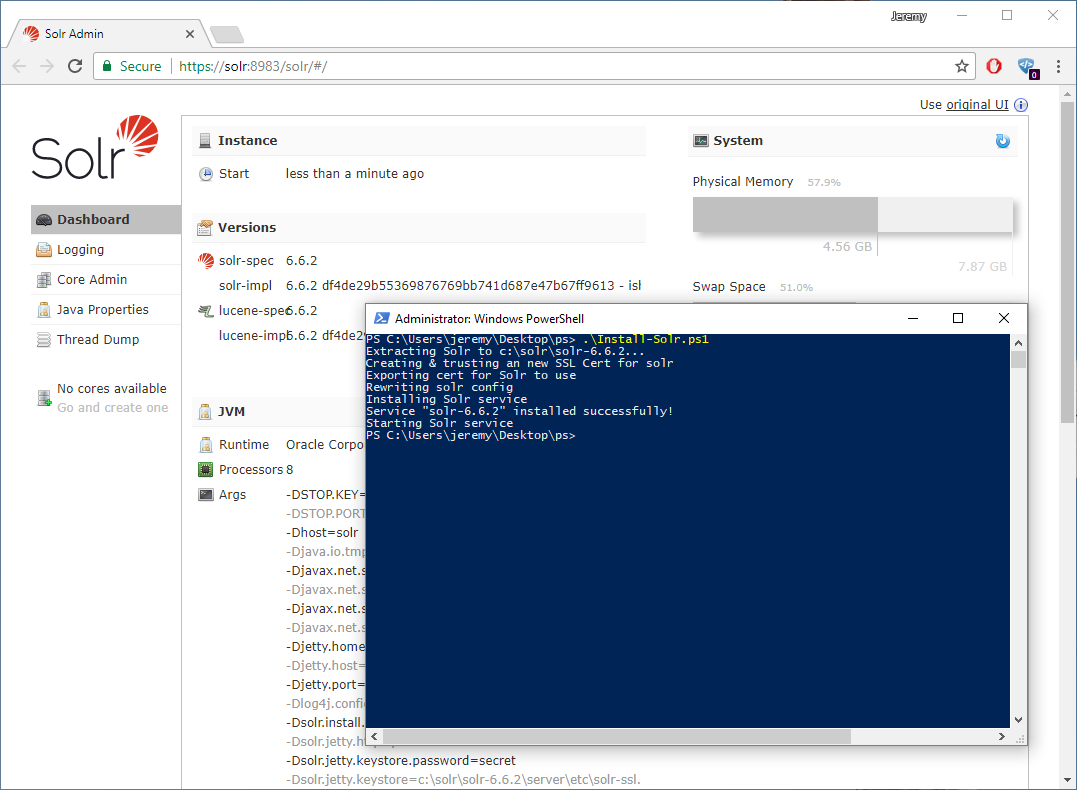 Jeremy
Solr Admin
Secure https://solr:8983/solr/#/
0
Use original UI
Solr
Dashboard
Logging
Core Admin
Java Properties
Thread Dump
No cores available
Go and create one
Instance
Start less than a minute ago
Versions
solr-spec 6.6.2
solr-impl 6.6.2 df4de29b55369876769bb741d687e47b67ff9613 - isl
lucene-spec 6.6.2
lucene-impl 6.6.2 df4de29
JVM
Runtime Oracle Corpo
Processors 8
Args -DSTOP.KEY=
-DSTOP.PORT
-Dhost=solr
-Djava.io.tmp
-Djavax.net.s
-Djavax.net.s
-Djavax.net.s
-Djavax.net.s
-Djetty.home
-Djetty.host=
-Djetty.port=
-Dlog4j.config
-Dsolr.install.
-Dsolr.jetty.ht
-Dsolr.jetty.keystore.password=secret
-Dsolr.jetty.keystore=c:\solr\solr-6.6.2\server\etc\solr-ssl.
System
Physical Memory 57.9%
4.56 GB
7.87 GB
Swap Space 51.0%
Administrator: Windows PowerShell
PS C:\Users\jeremy\Desktop\ps> .\Install-Solr.ps1
Extracting Solr to c:\solr\solr-6.6.2...
Creating & trusting an new SSL Cert for solr
Exporting cert for Solr to use
Rewriting solr config
Installing Solr service
Service "solr-6.6.2" installed successfully!
Starting Solr service
PS C:\Users\jeremy\Desktop\ps>